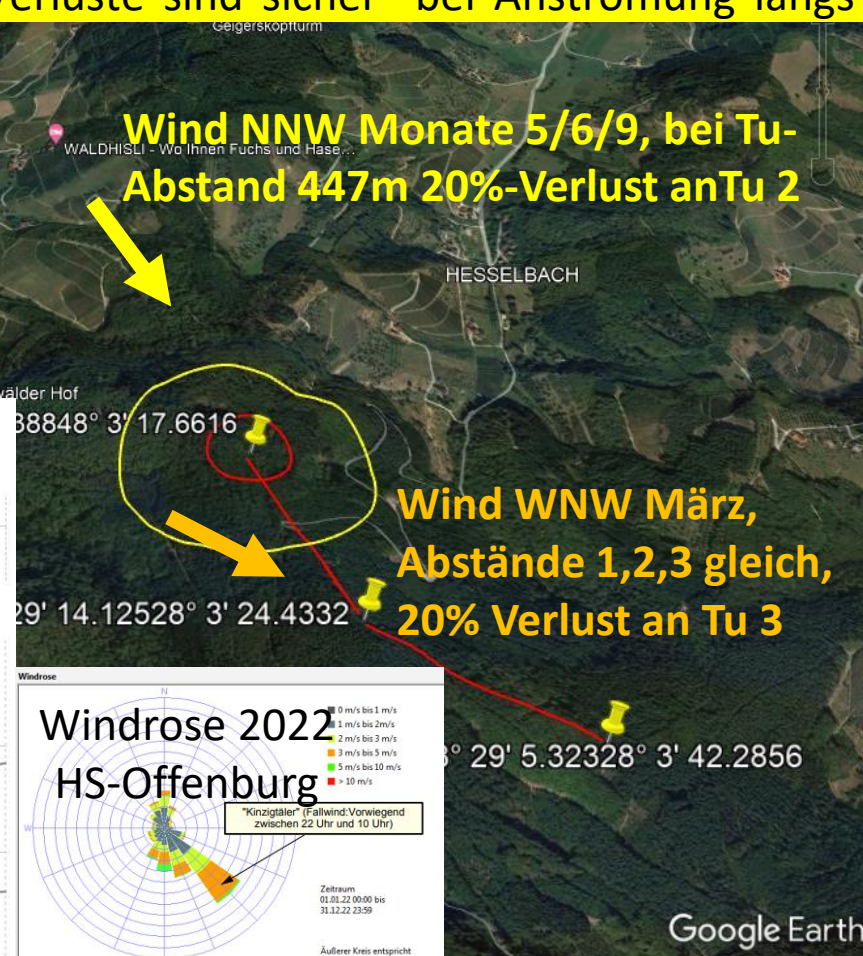 Verluste sind sicher bei Anströmung längs
Geigerskopfturm
Wind NNW Monate 5/6/9, bei Tu-
Abstand 447m 20%-Verlust anTu 2
WALDHISLI - Wo Ihnen Fuchs und Hase...
HESSELBACH
wälder Hof
38848° 3' 17.6616
Wind WNW März,
Abstände 1,2,3 gleich,
20% Verlust an Tu 3
29' 14.12528° 3' 24.4332
° 29' 5.32328° 3' 42.2856
Windrose
N
W
Windrose 2022
HS-Offenburg
0 m/s bis 1 m/s
1 m/s bis 2m/s
2 m/s bis 3 m/s
3 m/s bis 5 m/s
5 m/s bis 10 m/s
> 10 m/s
"Kinzigtäler" (Fallwind:Vorwiegend
zwischen 22 Uhr und 10 Uhr)
Zeitraum
01.01.22 00:00 bis
31.12.22 23:59
Äußerer Kreis entspricht
Google Earth